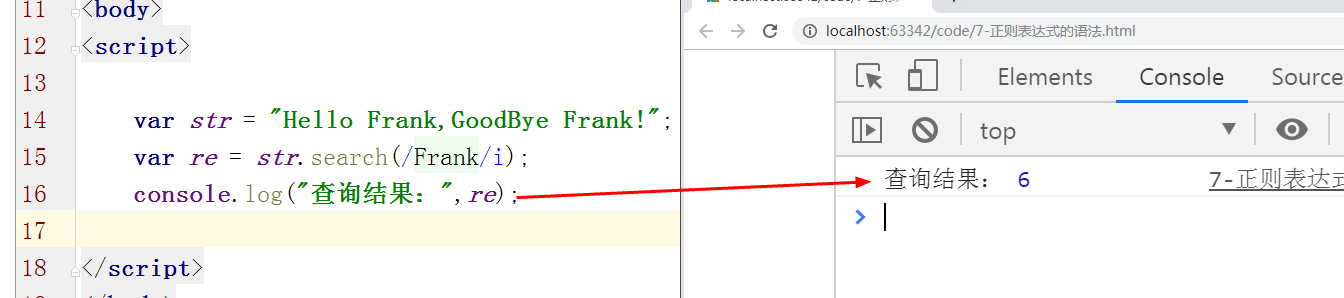 11 <body>
12 <script>
13
14 var str = "Hello Frank,GoodBye Frank!";
15 var re = str.search(/Frank/i);
16 console.log("查询结果：",re);
17
18 </script>
localhost:63342/code/7-正则表达式的语法.html
Elements Console Source
top
查询结果： 6 7-正则表达式
>